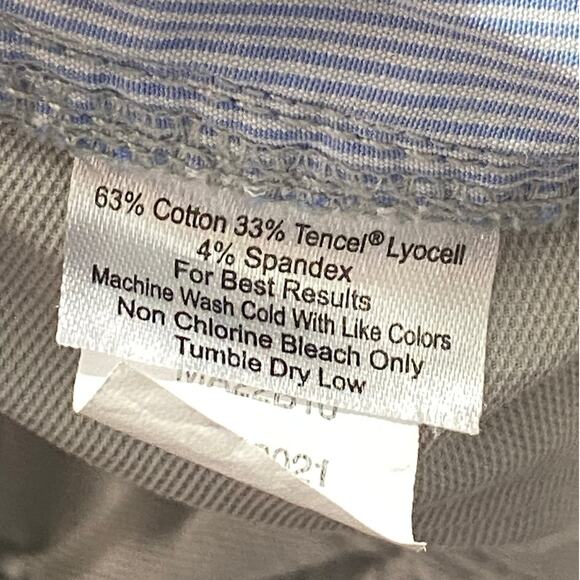 63% Cotton 33% Tencel® Lyocell
4% Spandex
For Best Results
Machine Wash Cold With Like Colors
Non Chlorine Bleach Only
Tumble Dry Low